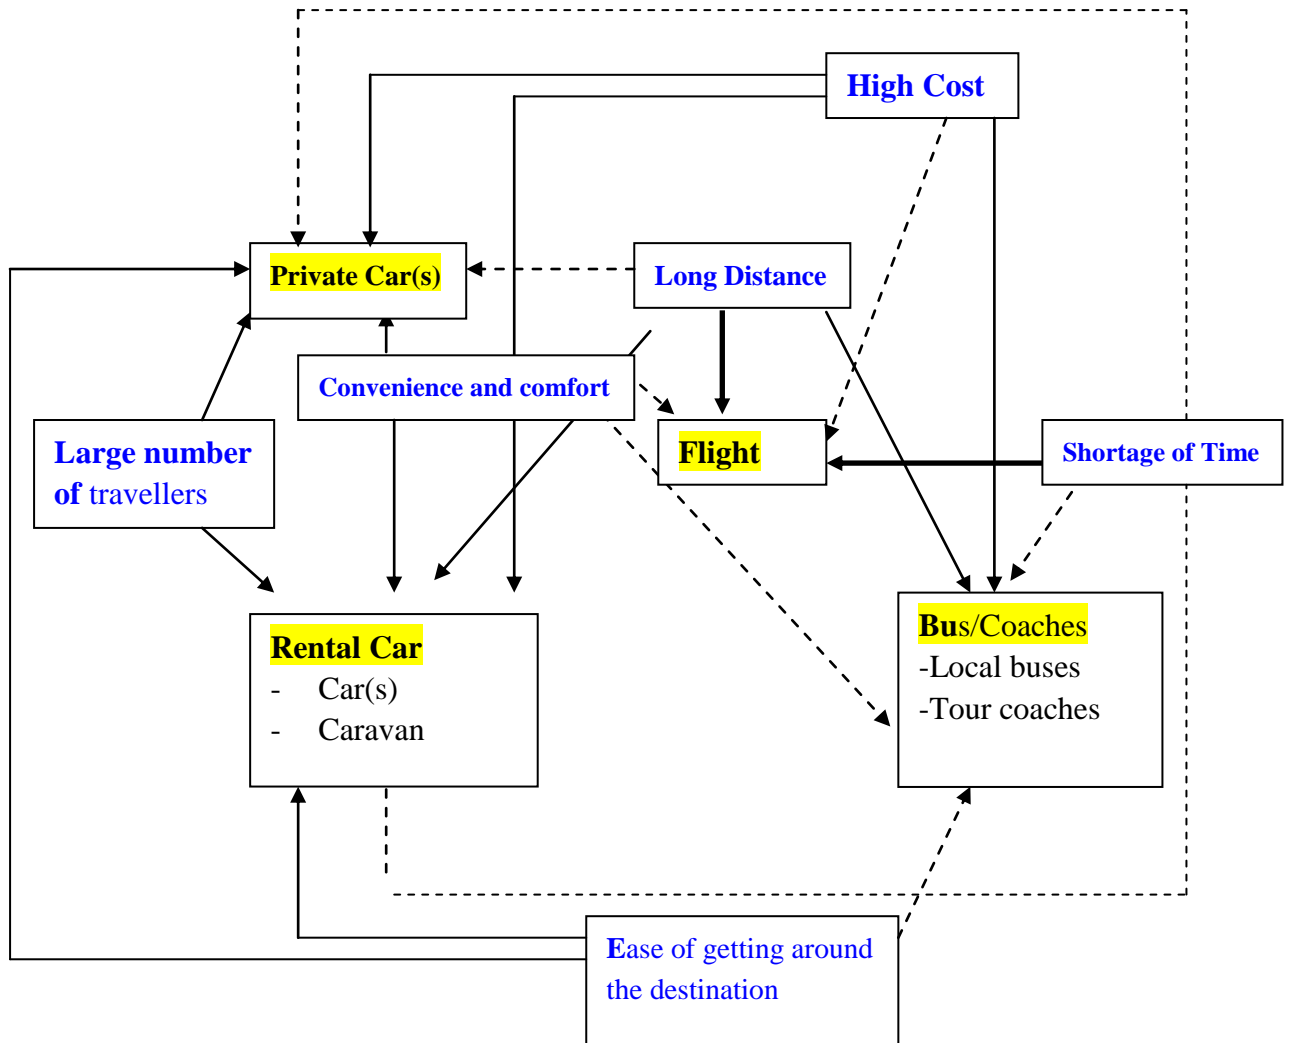 High Cost
Private Car(s)
Long Distance
Convenience and comfort
Large number
of travellers
Flight
Shortage of Time
Rental Car
- Car(s)
- Caravan
Bus/Coaches
-Local buses
-Tour coaches
Ease of getting around
the destination